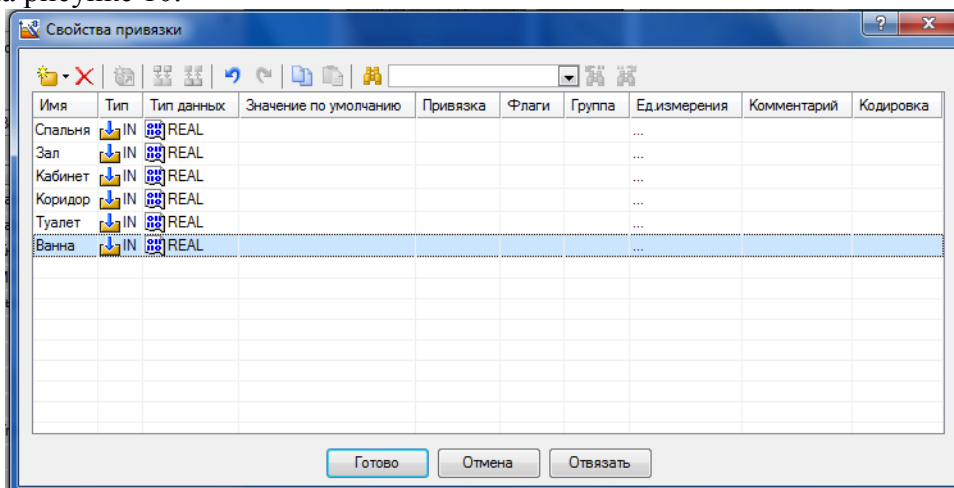 на рисунке 10.
Свойства привязки
Имя Тип Тип данных Значение по умолчанию Привязка Флаги Группа Ед.измерения Комментарий Кодировка
Спальня IN REAL ...
Зал IN REAL ...
Кабинет IN REAL ...
Коридор IN REAL ...
Туалет IN REAL ...
Ванна IN REAL ...
Готово Отмена Отвязать